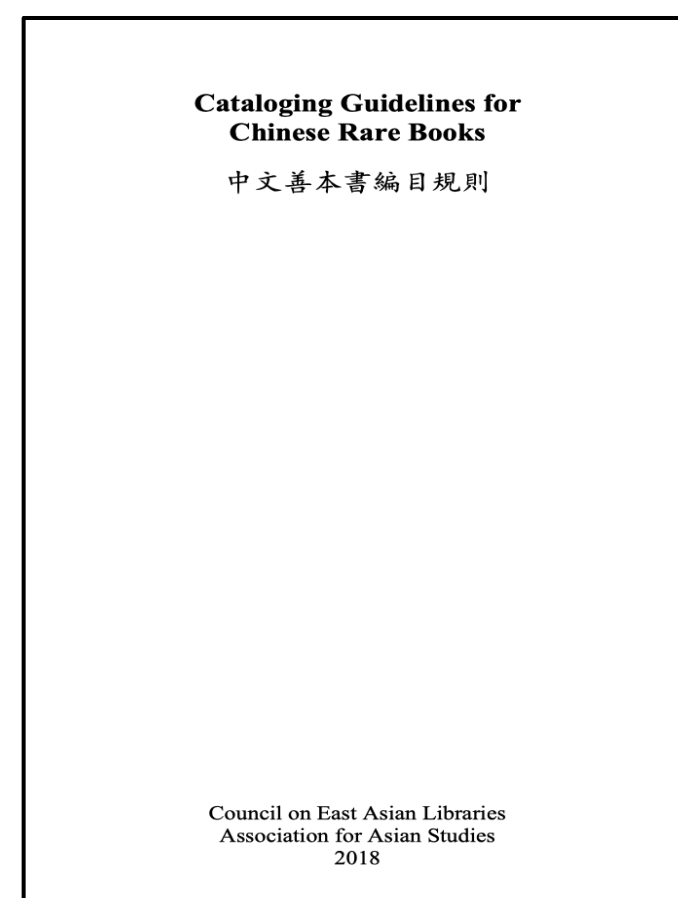 Cataloging Guidelines for
Chinese Rare Books
中文善本書編目規則
Council on East Asian Libraries
Association for Asian Studies
2018